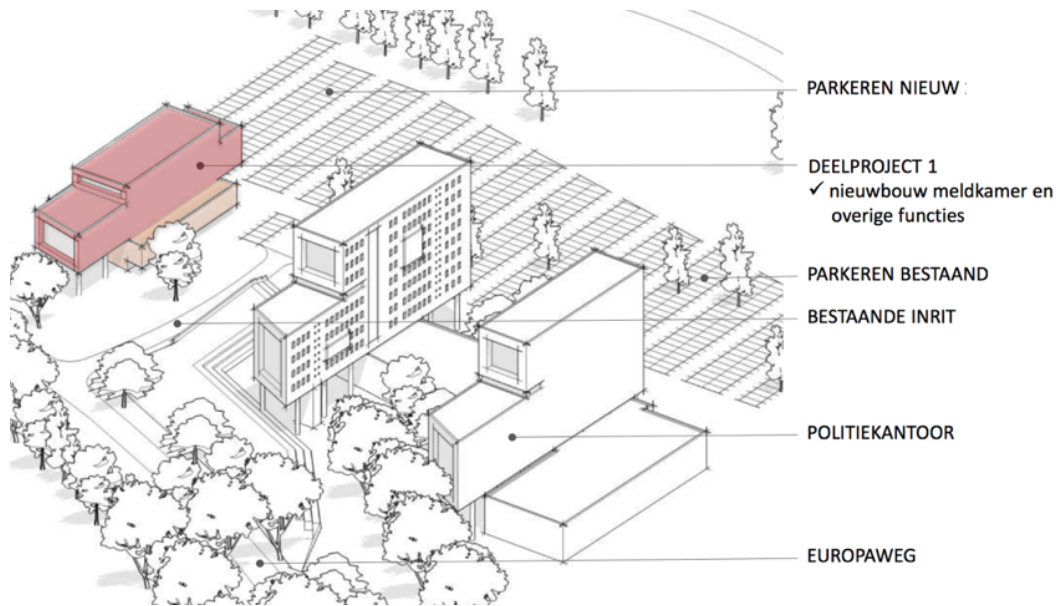 PARKEREN NIEUW
DEELPROJECT 1
✓ nieuwbouw meldkamer en
overige functies
PARKEREN BESTAAND
BESTAANDE INRIT
POLITIEKANTOOR
EUROPAWEG